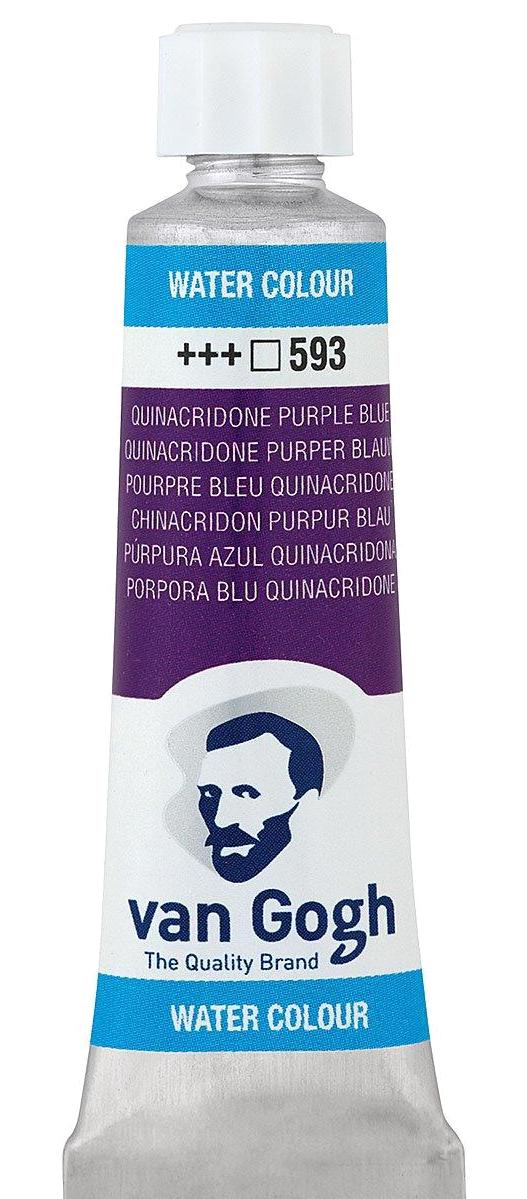 WATER COLOUR
+++ □ 593
QUINACRIDONE PURPLE BLUE
QUINACRIDONE PURPER BLAUW
POURPRE BLEU QUINACRIDONE
CHINACRIDON PURPUR BLAU
PÚRPURA AZUL QUINACRIDONA
PORPORA BLU QUINACRIDONE
van Gogh
The Quality Brand
WATER COLOUR